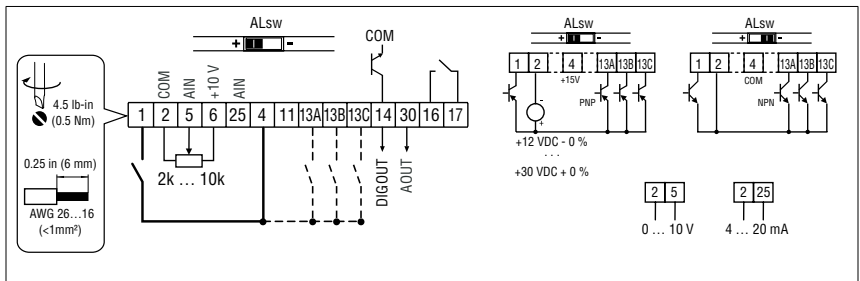 ALsw
+ -
COM
COM
AIN
+10 V
AIN
1 2 5 6 25 4 11 13A 13B 13C 14 30 16 17
4.5 lb-in
(0.5 Nm)
0.25 in (6 mm)
AWG 26...16
(<1mm²)
2k ... 10k
DIGOUT
AOUT
ALsw
+ -
1 2 4 13A 13B 13C
+15V
PNP
-
+
+12 VDC - 0 %
...
+30 VDC + 0 %
ALsw
+ -
1 2 4 13A 13B 13C
COM
NPN
2 5
0 ... 10 V
2 25
4 ... 20 mA